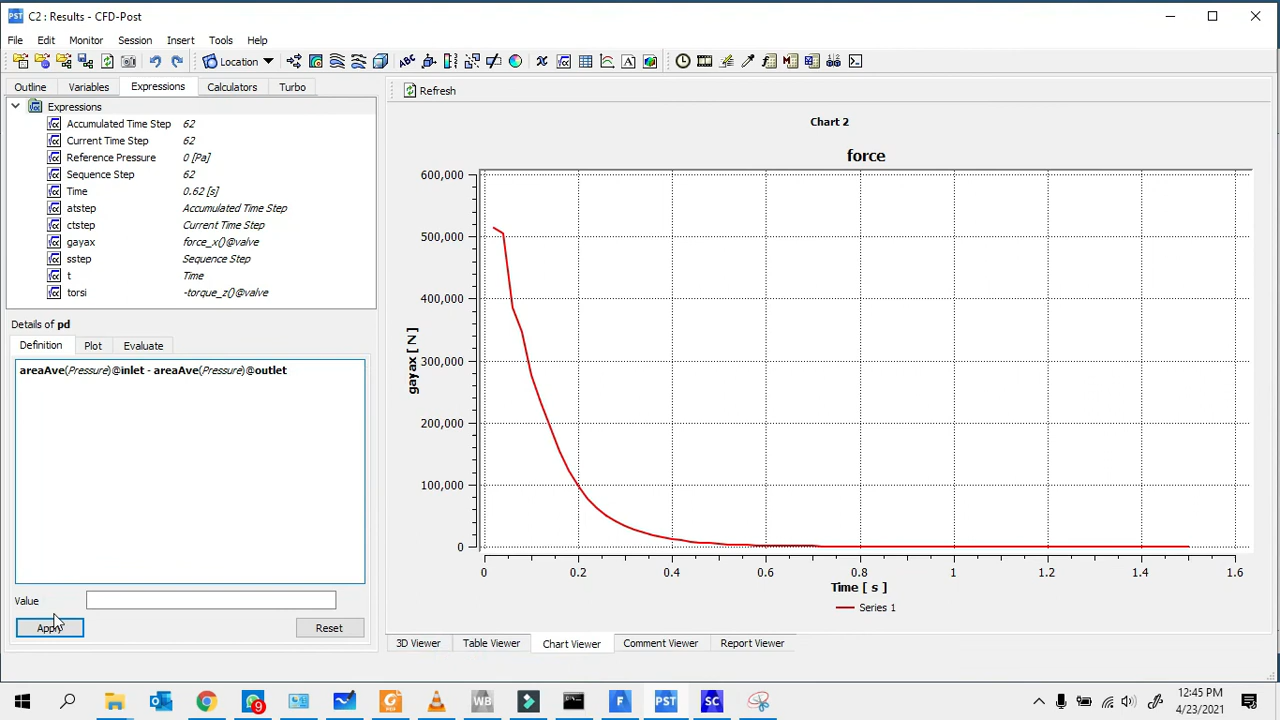 C2 : Results - CFD-Post
File Edit Monitor Session Insert Tools Help
Location
Outline Variables Expressions Calculators Turbo
Expressions
Accumulated Time Step 62
Current Time Step 62
Reference Pressure 0 [Pa]
Sequence Step 62
Time 0.62 [s]
atstep Accumulated Time Step
ctstep Current Time Step
gayax force_x()@valve
sstep Sequence Step
t Time
torsi -torque_z()@valve
Details of pd
Definition Plot Evaluate
areaAve(Pressure)@inlet - areaAve(Pressure)@outlet
Value
Apply Reset
Refresh
Chart 2
force
600,000
500,000
400,000
300,000
200,000
100,000
0
gayax [ N ]
0 0.2 0.4 0.6 0.8 1 1.2 1.4 1.6
Time [ s ]
Series 1
3D Viewer Table Viewer Chart Viewer Comment Viewer Report Viewer
12:45 PM
4/23/2021
PST
WB
F
PST
SC
9